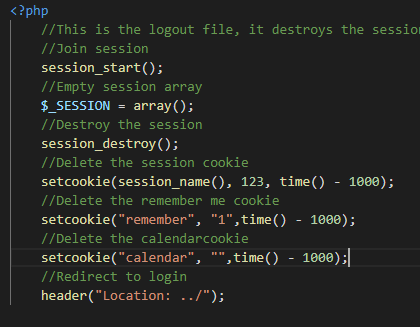 <?php
//This is the logout file, it destroys the session
//Join session
session_start();
//Empty session array
$_SESSION = array();
//Destroy the session
session_destroy();
//Delete the session cookie
setcookie(session_name(), 123, time() - 1000);
//Delete the remember me cookie
setcookie("remember", "1",time() - 1000);
//Delete the calendarcookie
setcookie("calendar", "",time() - 1000);
//Redirect to login
header("Location: ../");